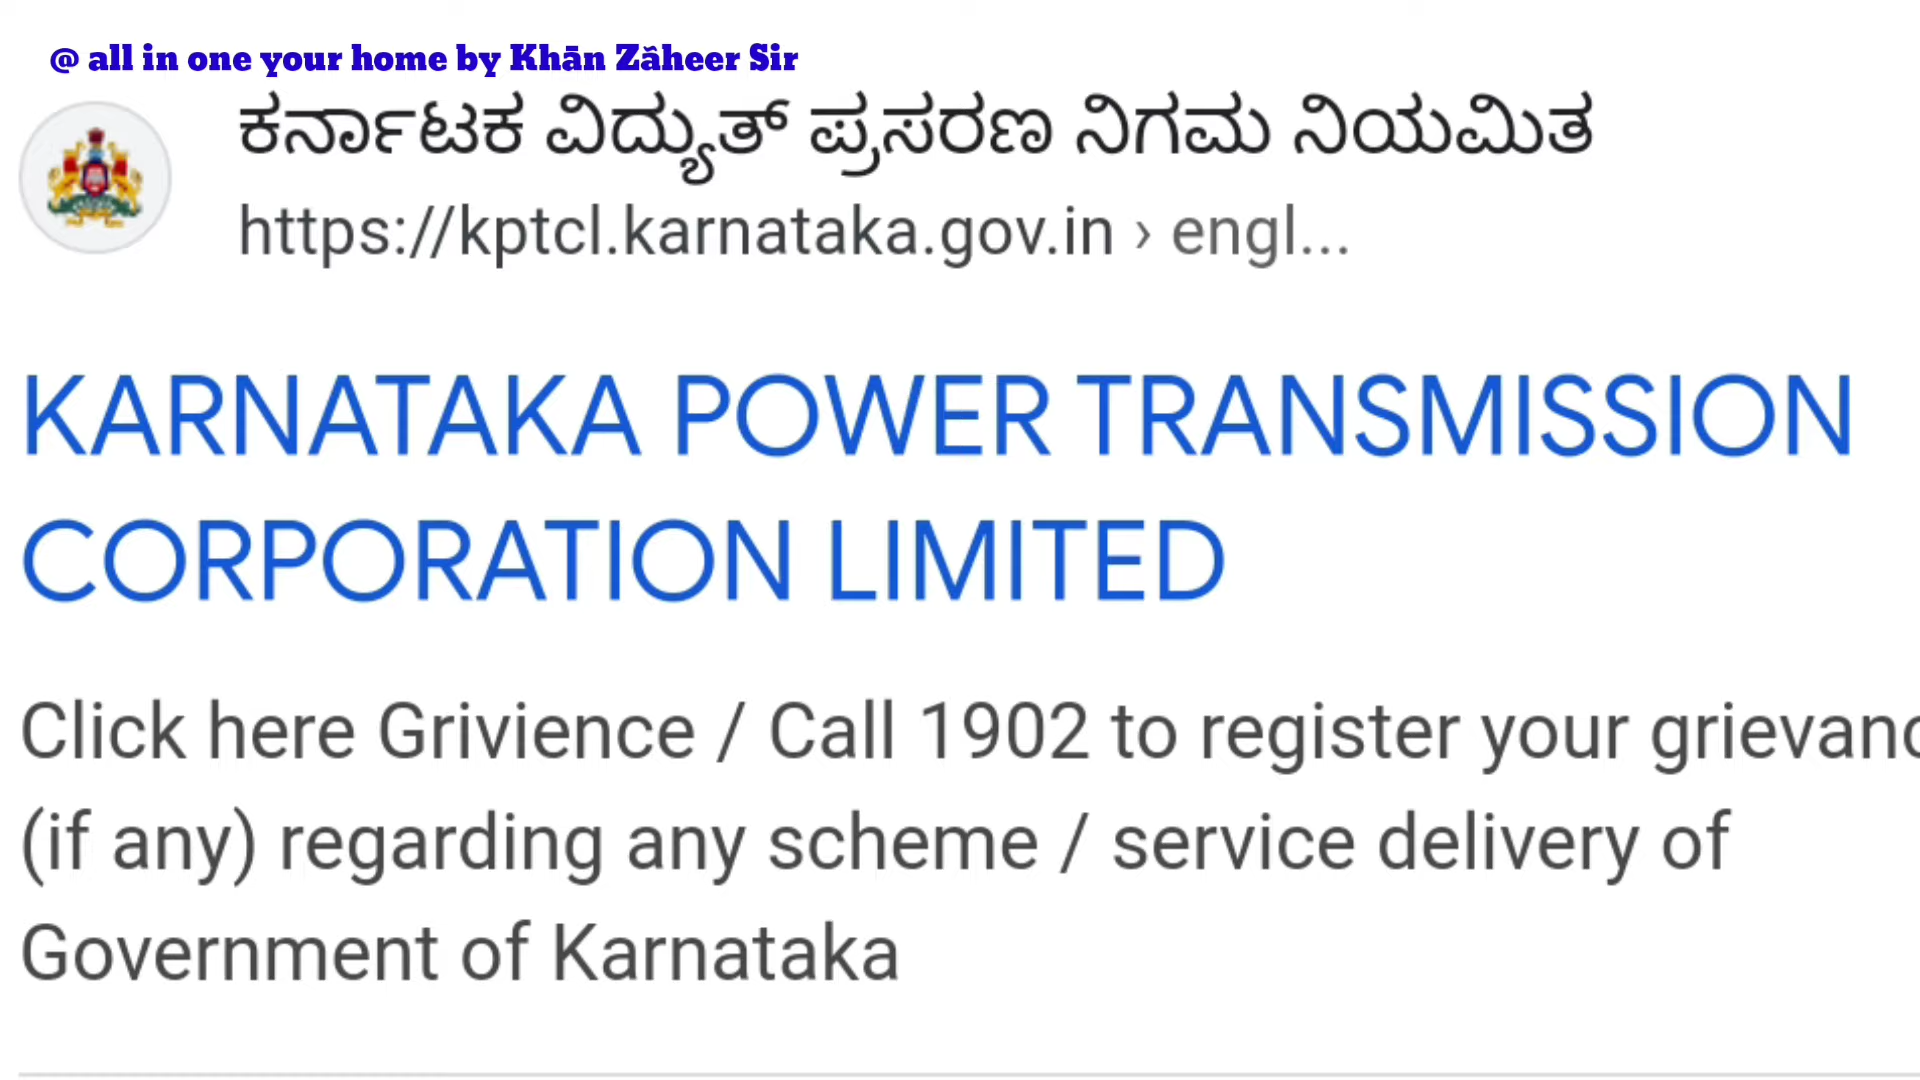 @ all in one your home by Khān Zâheer Sir
ಕರ್ನಾಟಕ ವಿದ್ಯುತ್ ಪ್ರಸರಣ ನಿಗಮ ನಿಯಮಿತ
https://kptcl.karnataka.gov.in › engl...
KARNATAKA POWER TRANSMISSION
CORPORATION LIMITED
Click here Grivience / Call 1902 to register your grievanc
(if any) regarding any scheme / service delivery of
Government of Karnataka